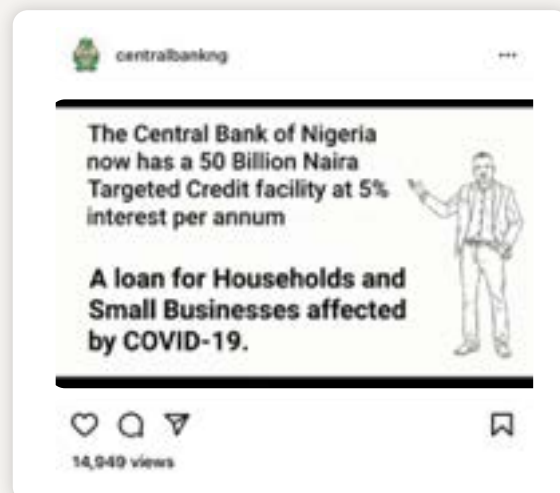 centralbankng
The Central Bank of Nigeria
now has a 50 Billion Naira
Targeted Credit facility at 5%
interest per annum
A loan for Households and
Small Businesses affected
by COVID-19.
14,949 views